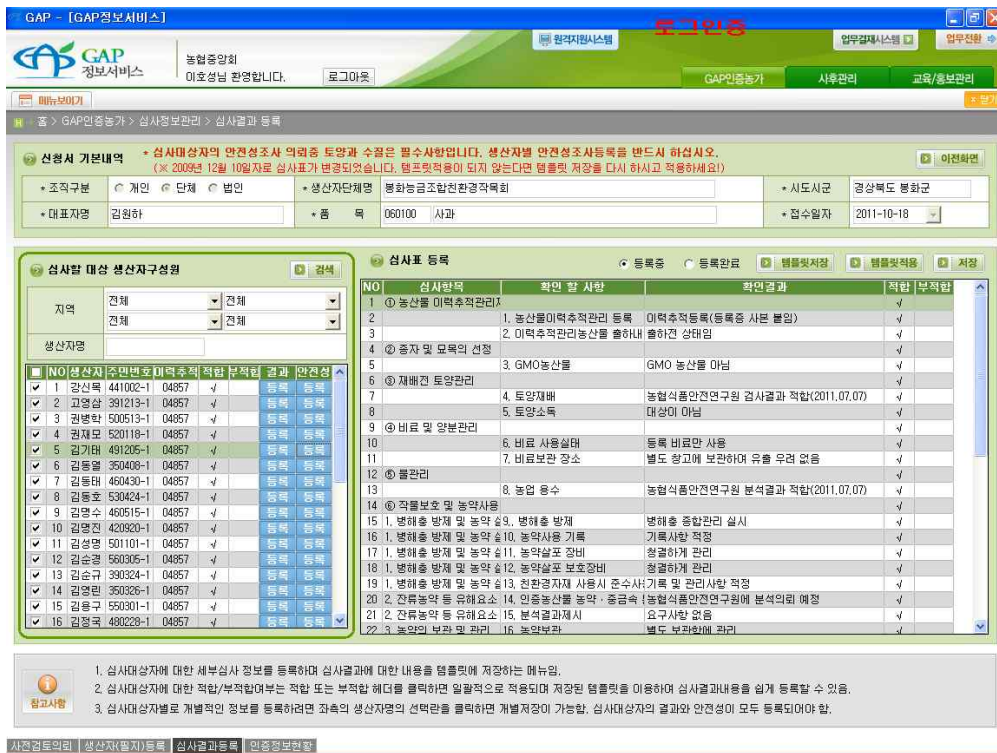 GAP - [GAP정보서비스]
토그인증
원격지원시스템
업무결재시스템
업무전환
GAP 정보서비스
농협중앙회
이호성님 환영합니다.
로그아웃
GAP인증농가
사후관리
교육/홍보관리
메뉴보이기
닫기
홈 > GAP인증농가 > 심사정보관리 > 심사결과 등록
신청서 기본내역
* 심사대상자의 안전성조사 의뢰중 토양과 수질은 필수사항입니다. 생산자별 안전성조사등록을 반드시 하십시오.
(※ 2009년 12월 10일자로 심사표가 변경되었습니다. 템프릿적용이 되지 않는다면 템플릿 저장을 다시 하시고 적용하세요!)
이전화면
* 조직구분 개인 단체 법인 * 생산자단체명 봉화능금조합친환경작목회 * 시도시군 경상북도 봉화군
* 대표자명 김원하 * 품 목 060100 사과 * 접수일자 2011-10-18
심사할 대상 생산자구성원 검색
지역 전체 전체
전체 전체
생산자명
NO 생산자 주민번호 이력추적 적합 부적합 결과 안전성
1 강신목 441002-1 04857 √ 등록 등록
2 고영삼 391213-1 04857 √ 등록 등록
3 권병학 500513-1 04857 √ 등록 등록
4 권재모 520118-1 04857 √ 등록 등록
5 김기태 491205-1 04857 √ 등록 등록
6 김동열 350408-1 04857 √ 등록 등록
7 김동태 460430-1 04857 √ 등록 등록
8 김동호 530424-1 04857 √ 등록 등록
9 김명수 460515-1 04857 √ 등록 등록
10 김명진 420920-1 04857 √ 등록 등록
11 김성명 501101-1 04857 √ 등록 등록
12 김순경 560305-1 04857 √ 등록 등록
13 김순규 390324-1 04857 √ 등록 등록
14 김영린 350326-1 04857 √ 등록 등록
15 김용구 550301-1 04857 √ 등록 등록
16 김정국 480228-1 04857 √ 등록 등록
심사표 등록 등록중 등록완료 템플릿저장 템플릿적용 저장
NO 심사항목 확인 할 사항 확인결과 적합 부적합
1 ① 농산물 이력추적관리 √
2 1. 농산물이력추적관리 등록 이력추적등록(등록증 사본 붙임) √
3 2. 이력추적관리농산물 출하내 출하전 상태임 √
4 ② 종자 및 묘목의 선정 √
5 3. GMO농산물 GMO 농산물 아님 √
6 ③ 재배전 토양관리 √
7 4. 토양재배 농협식품안전연구원 검사결과 적합(2011.07.07) √
8 5. 토양소독 대상이 아님 √
9 ④ 비료 및 양분관리 √
10 6. 비료 사용실태 등록 비료만 사용 √
11 7. 비료보관 장소 별도 창고에 보관하며 유출 우려 없음 √
12 ⑤ 물관리 √
13 8. 농업 용수 농협식품안전연구원 분석결과 적합(2011.07.07) √
14 ⑥ 작물보호 및 농약사용 √
15 1. 병해충 방제 및 농약 살 9.. 병해충 방제 병해충 종합관리 실시 √
16 1. 병해충 방제 및 농약 살 10. 농약사용 기록 기록사항 적정 √
17 1. 병해충 방제 및 농약 살 11. 농약살포 장비 청결하게 관리 √
18 1. 병해충 방제 및 농약 살 12. 농약살포 보호장비 청결하게 관리 √
19 1. 병해충 방제 및 농약 살 13. 친환경자재 사용시 준수사 기록 및 관리사항 적정 √
20 2. 잔류농약 등 유해요소 14. 인증농산물 농약·중금속 농협식품안전연구원에 분석의뢰 예정 √
21 2. 잔류농약 등 유해요소 15. 분석결과제시 요구사항 없음 √
22 3. 농약의 보관 및 관리 16. 농약보관 별도 보관함에 관리 √
참고사항
1. 심사대상자에 대한 세부심사 정보를 등록하며 심사결과에 대한 내용을 템플릿에 저장하는 메뉴임.
2. 심사대상자에 대한 적합/부적합여부는 적합 또는 부적합 헤더를 클릭하면 일괄적으로 적용되며 저장된 템플릿을 이용하여 심사결과내용을 쉽게 등록할 수 있음.
3. 심사대상자별로 개별적인 정보를 등록하려면 좌측의 생산자명의 선택란을 클릭하면 개별저장이 가능함. 심사대상자의 결과와 안전성이 모두 등록되어야 함.
사전검토의뢰 생산자(필지)등록 심사결과등록 인증정보현황